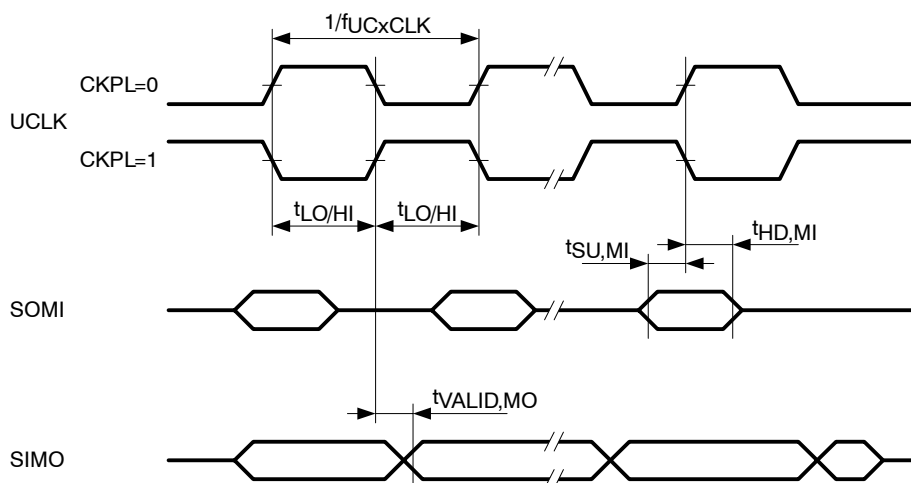 1/fUCxCLK
CKPL=0
UCLK
CKPL=1
tLO/HI tLO/HI
tSU,MI tHD,MI
SOMI
tVALID,MO
SIMO